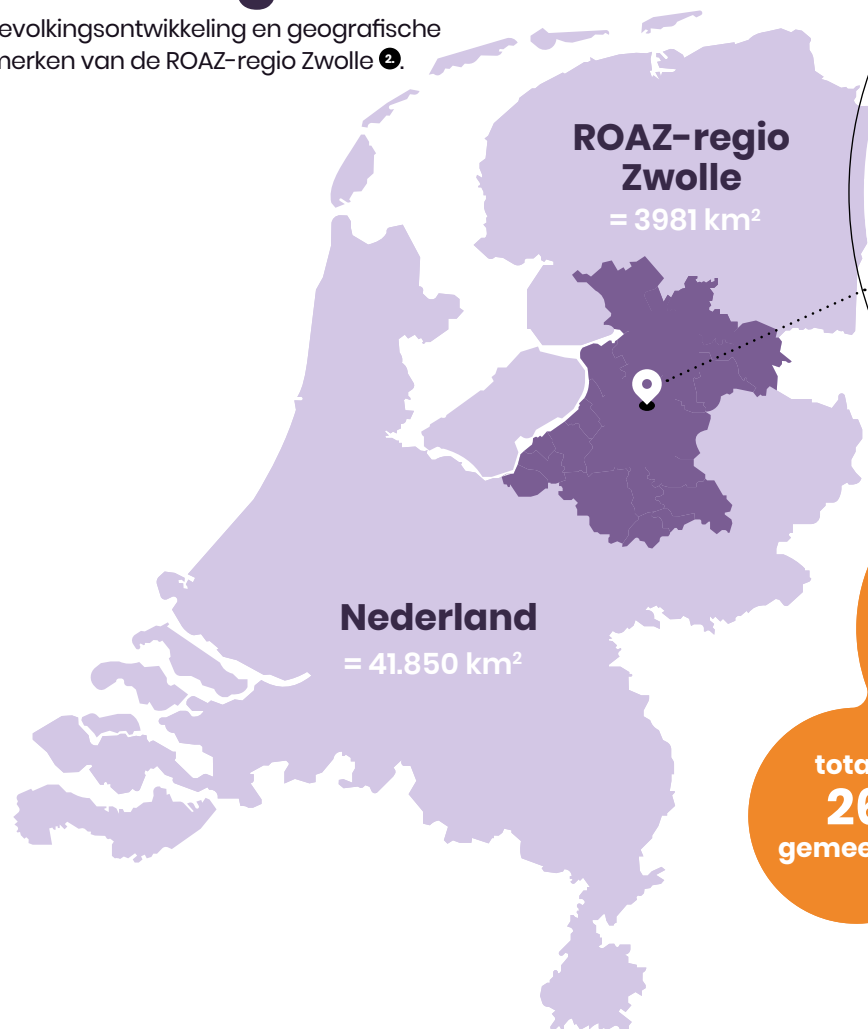 evolkingsontwikkeling en geografische
merken van de ROAZ-regio Zwolle 2.
ROAZ-regio
Zwolle
= 3981 km²
Nederland
= 41.850 km²
tota
26
gemee